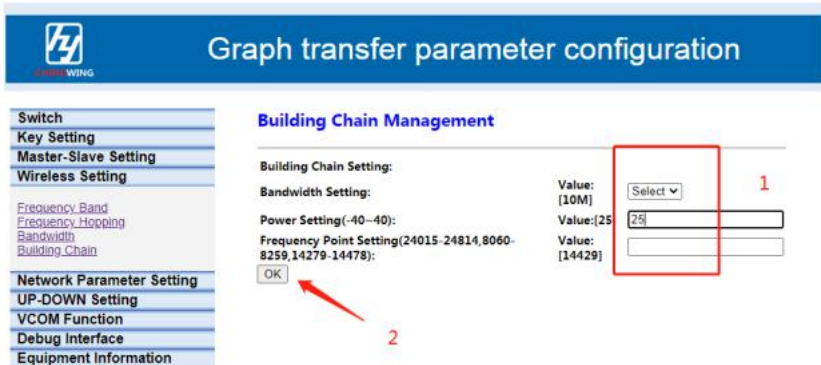 WING
Graph transfer parameter configuration
Switch
Key Setting
Master-Slave Setting
Wireless Setting
Frequency Band
Frequency Hopping
Bandwidth
Building Chain
Network Parameter Setting
UP-DOWN Setting
VCOM Function
Debug Interface
Equipment Information
Building Chain Management
Building Chain Setting:
Bandwidth Setting:
Value:
[10M]
Select
1
Power Setting(-40~40):
Value:[25
25
Frequency Point Setting(24015-24814,8060-
8259,14279-14478):
Value:
[14429]
OK
2